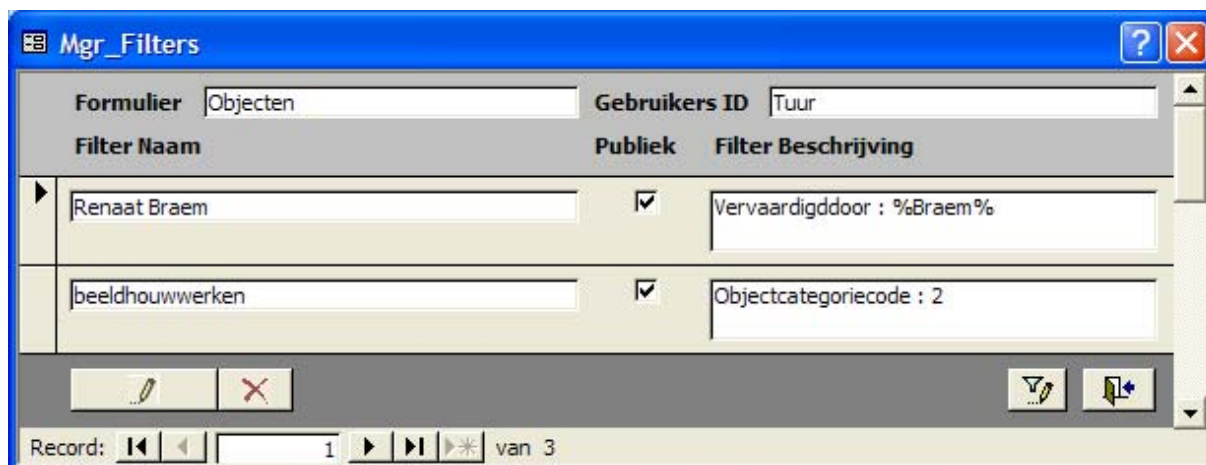 Mgr_Filters
Formulier Objecten Gebruikers ID Tuur
Filter Naam Publiek Filter Beschrijving
Renaat Braem Vervaardigddoor : %Braem%
beeldhouwwerken Objectcategoriecode : 2
Record: 1 van 3